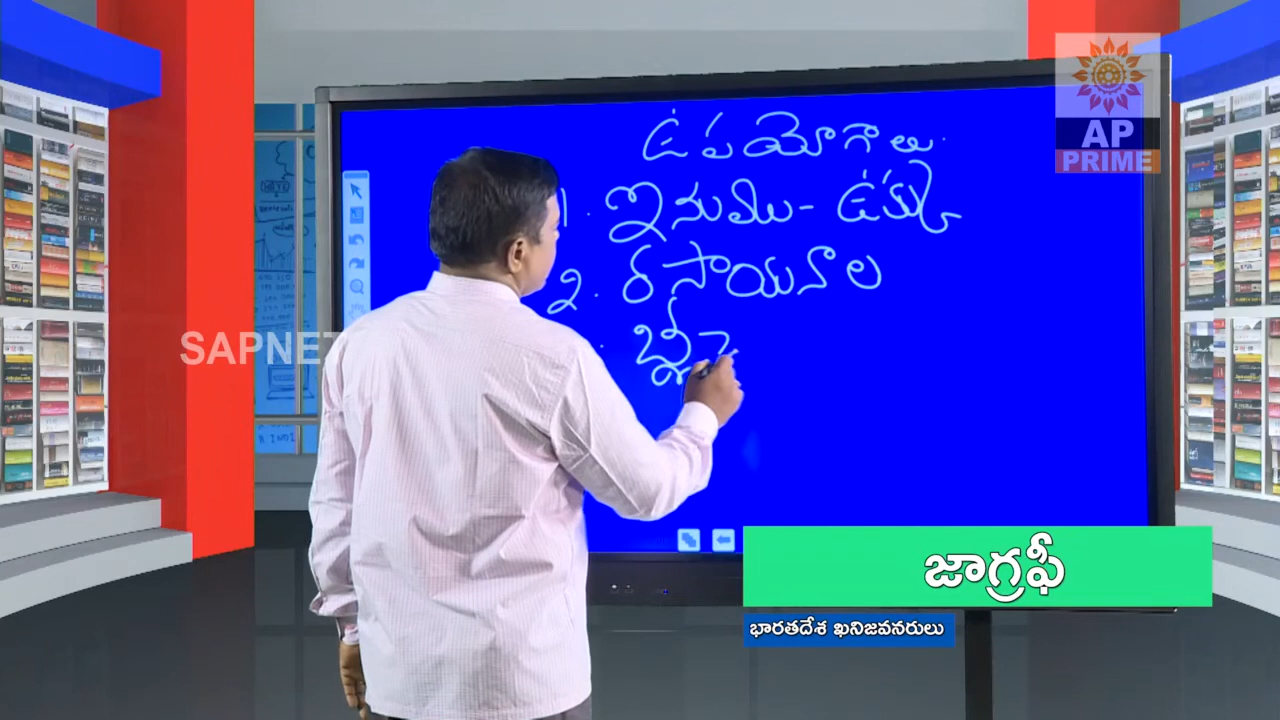 ఉపయోగాలు
AP
PRIME
1. ఇనుము - ఉక్కు
2. రసాయనాల
SAPNET
జాగ్రఫీ
భారతదేశ ఖనిజవనరులు